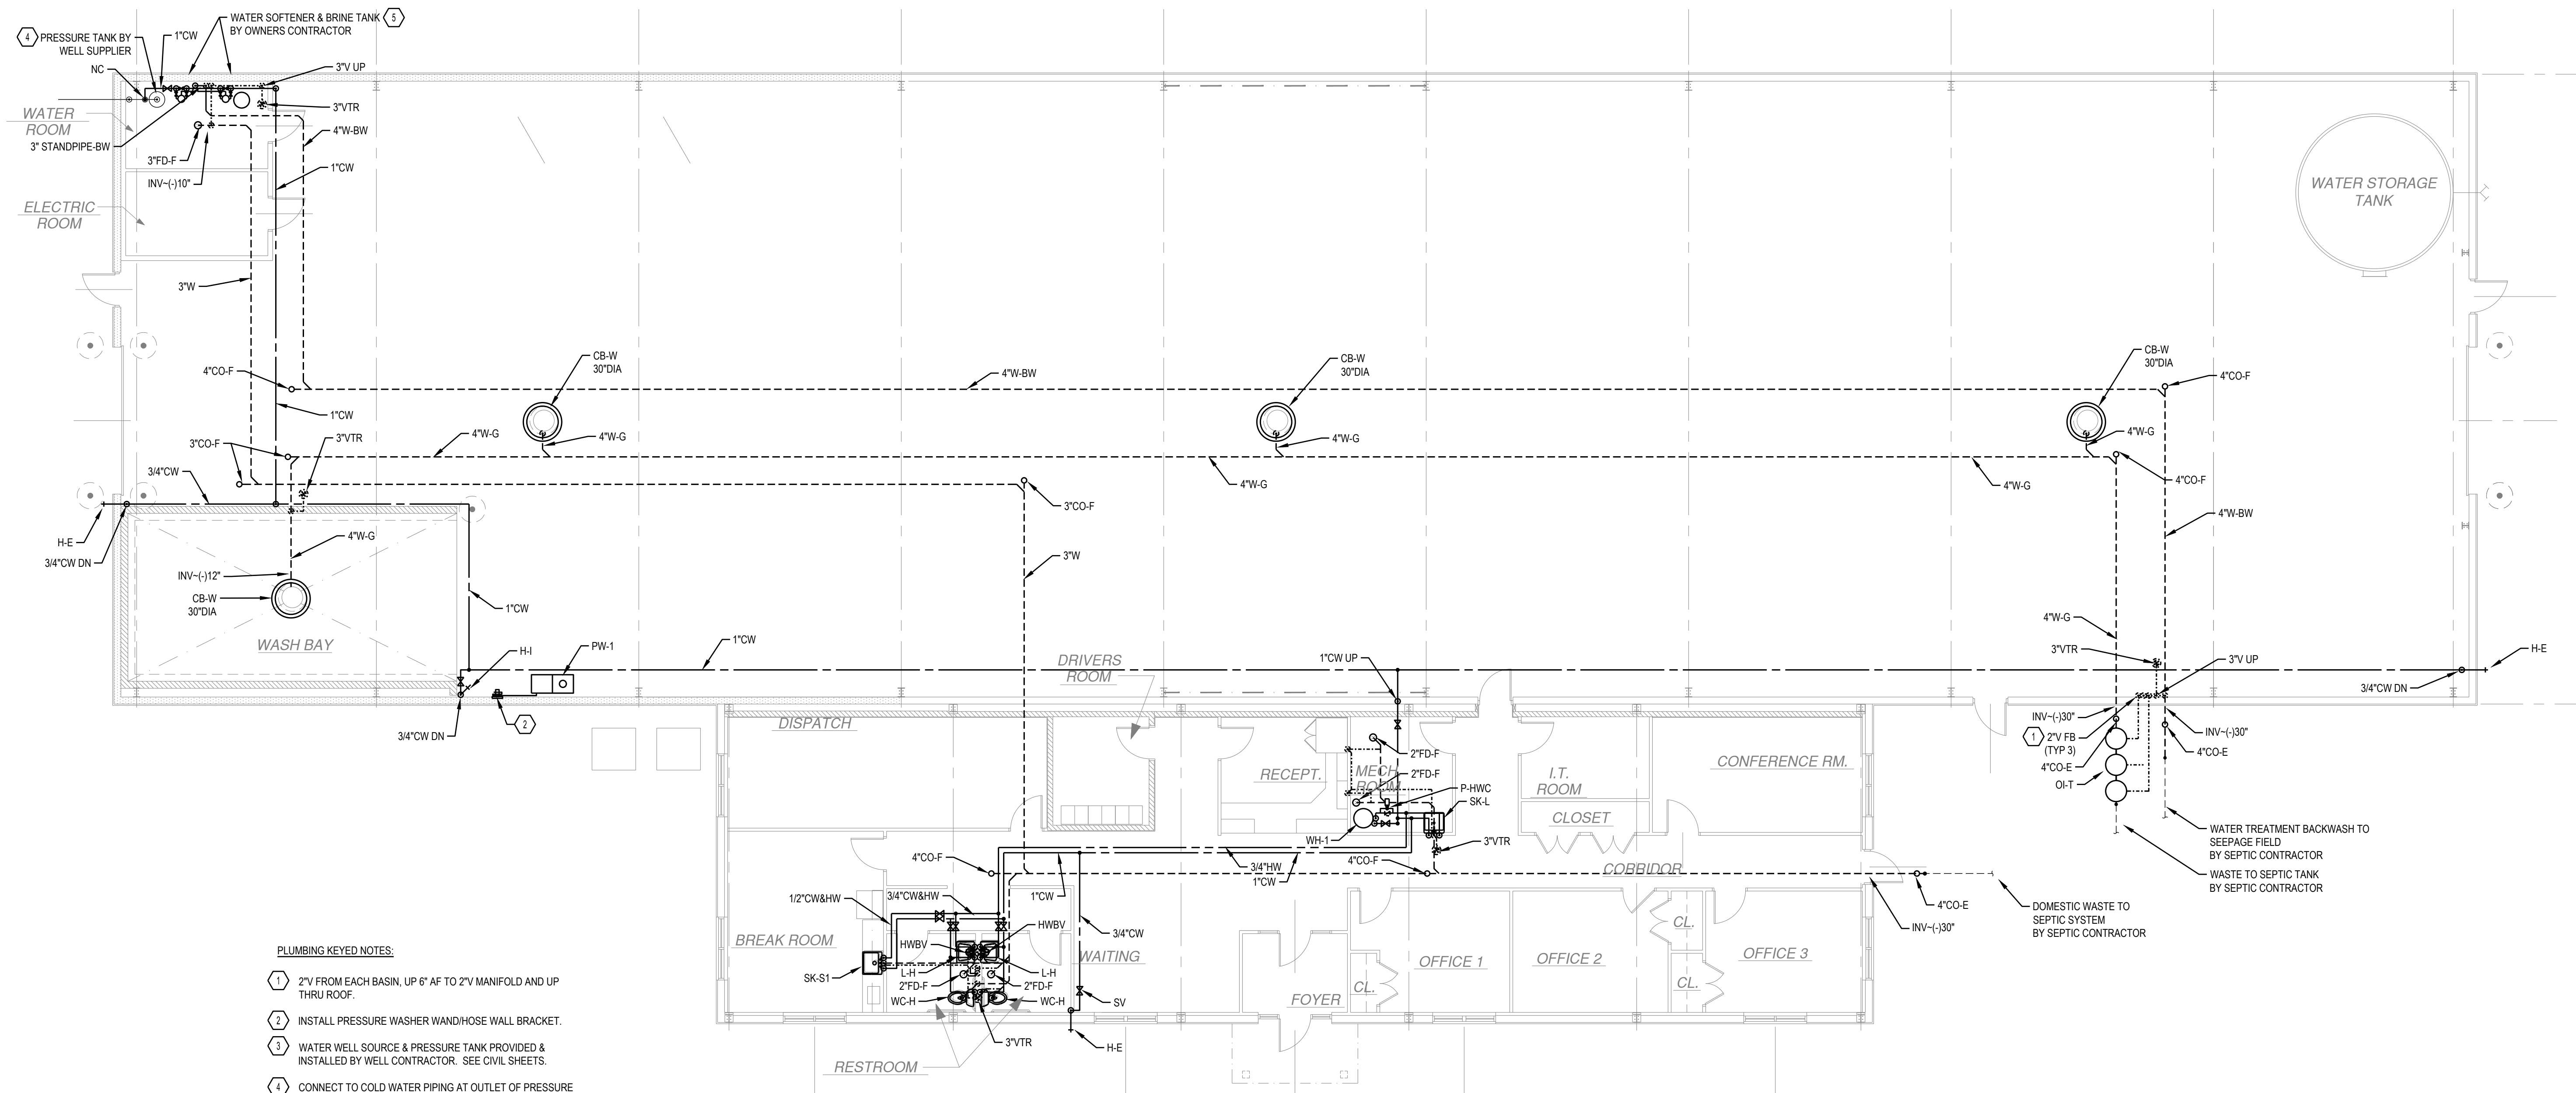 WATER SOFTENER & BRINE TANK 5
BY OWNERS CONTRACTOR
4 PRESSURE TANK BY
WELL SUPPLIER
1"CW
NC
3"V UP
3"VTR
WATER
ROOM
4"W-BW
3" STANDPIPE-BW
3"FD-F
1"CW
INV~(-)10"
WATER STORAGE
TANK
ELECTRIC
ROOM
3"W
CB-W
30"DIA
CB-W
30"DIA
CB-W
30"DIA
4"CO-F
4"W-BW
4"CO-F
1"CW
3"CO-F
3"VTR
4"W-G
4"W-G
4"W-G
4"W-G
3/4"CW
4"W-G
4"W-G
4"CO-F
3"CO-F
4"W-BW
H-E
4"W-G
3/4"CW DN
3"W
INV~(-)12"
CB-W
30"DIA
1"CW
4"W-G
WASH BAY
H-I
PW-1
1"CW
DRIVERS
ROOM
1"CW UP
3"VTR
3"V UP
H-E
3/4"CW DN
2
3/4"CW DN
DISPATCH
INV~(-)30"
1 2"V FB
(TYP 3)
4"CO-E
OI-T
INV~(-)30"
4"CO-E
2"FD-F
RECEPT.
MECH
ROOM
2"FD-F
P-HWC
SK-L
I.T.
ROOM
CONFERENCE RM.
CLOSET
WH-1
3"VTR
WATER TREATMENT BACKWASH TO
SEEPAGE FIELD
BY SEPTIC CONTRACTOR
4"CO-F
3/4"HW
1"CW
4"CO-F
CORRIDOR
WASTE TO SEPTIC TANK
BY SEPTIC CONTRACTOR
1/2"CW&HW
3/4"CW&HW
1"CW
4"CO-E
DOMESTIC WASTE TO
SEPTIC SYSTEM
BY SEPTIC CONTRACTOR
INV~(-)30"
BREAK ROOM
HWBV
HWBV
3/4"CW
WAITING
CL.
OFFICE 1
OFFICE 2
OFFICE 3
SK-S1
L-H
L-H
2"FD-F
2"FD-F
WC-H
WC-H
SV
FOYER
CL.
CL.
3"VTR
H-E
RESTROOM
PLUMBING KEYED NOTES:
1 2"V FROM EACH BASIN, UP 6" AF TO 2"V MANIFOLD AND UP
THRU ROOF.
2 INSTALL PRESSURE WASHER WAND/HOSE WALL BRACKET.
3 WATER WELL SOURCE & PRESSURE TANK PROVIDED &
INSTALLED BY WELL CONTRACTOR. SEE CIVIL SHEETS.
4 CONNECT TO COLD WATER PIPING AT OUTLET OF PRESSURE